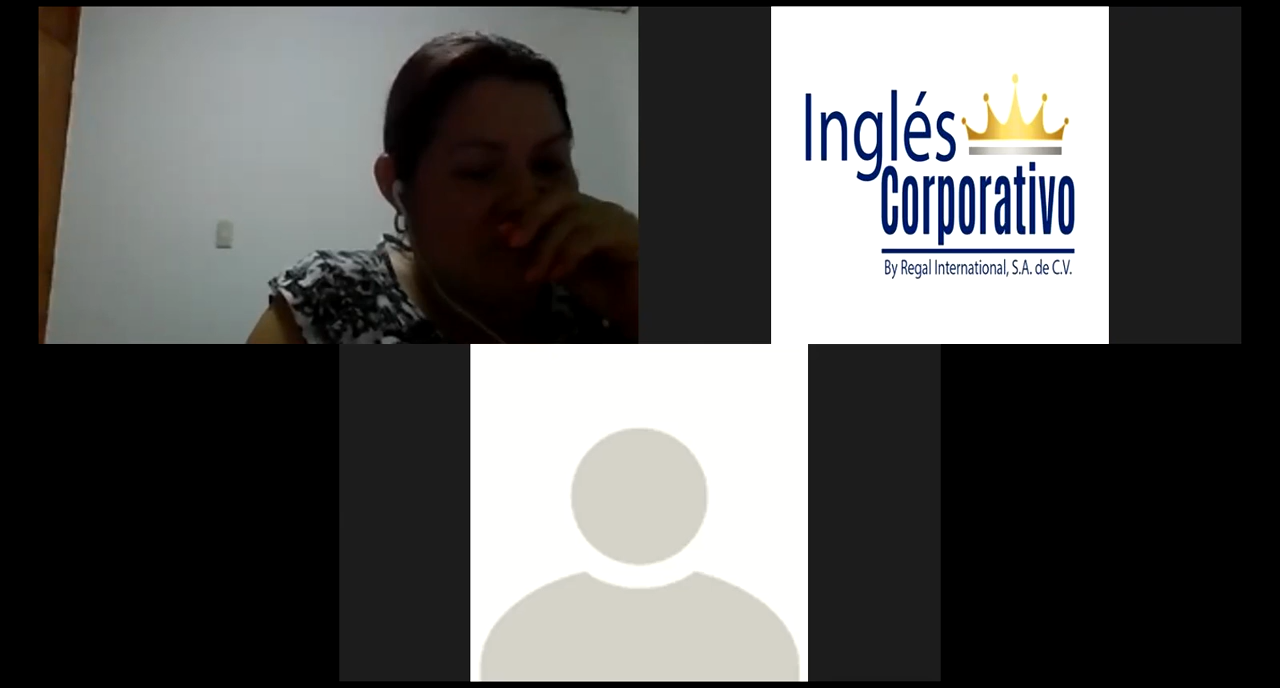 Inglés
Corporativo
By Regal International, S.A. de C.V.